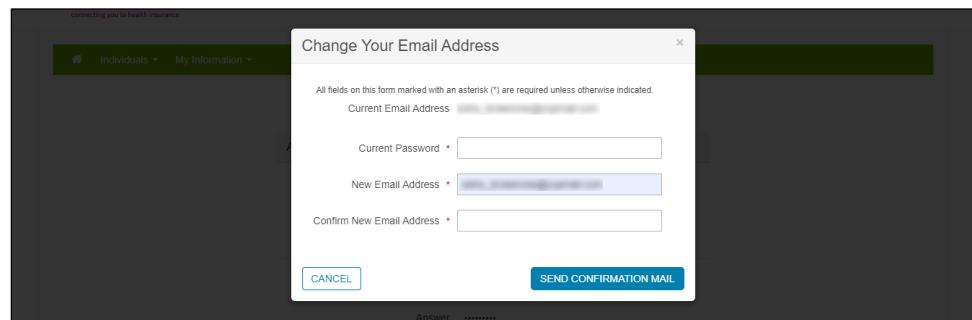 connecting you to health insurance
Individuals My Information
Change Your Email Address ×
All fields on this form marked with an asterisk (*) are required unless otherwise indicated.
Current Email Address
Current Password *
New Email Address *
Confirm New Email Address *
CANCEL SEND CONFIRMATION MAIL
Answer ••••••••